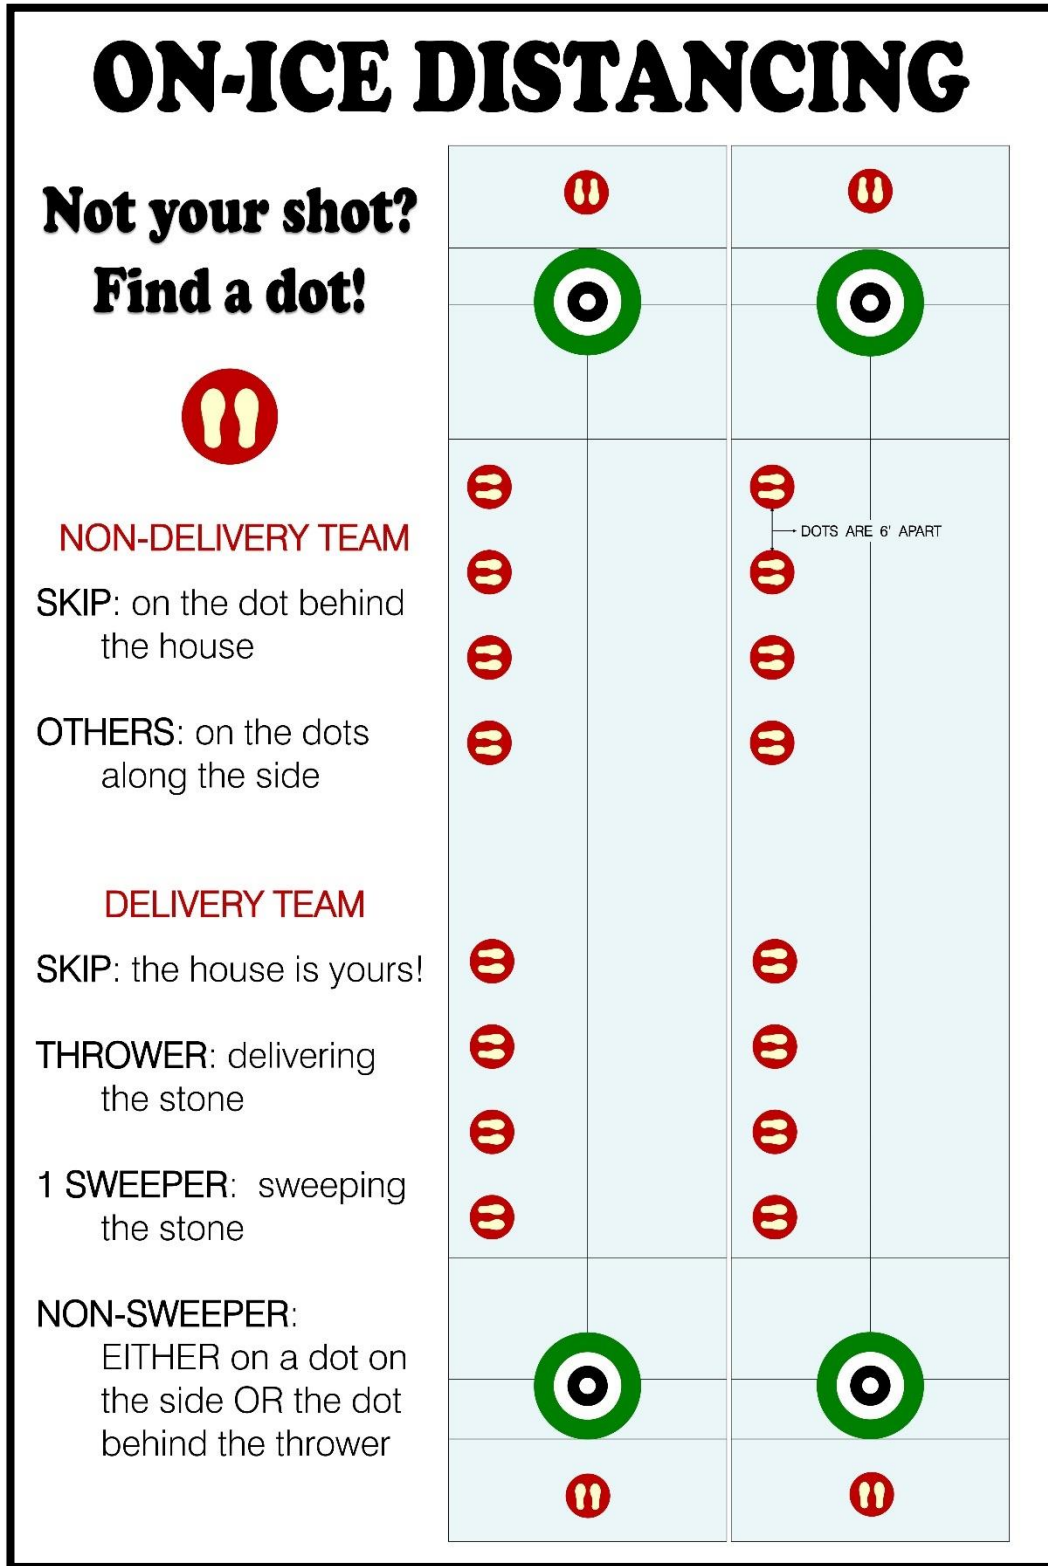 ON-ICE DISTANCING
Not your shot?
Find a dot!
NON-DELIVERY TEAM
SKIP: on the dot behind
the house
OTHERS: on the dots
along the side
DELIVERY TEAM
SKIP: the house is yours!
THROWER: delivering
the stone
1 SWEEPER: sweeping
the stone
NON-SWEEPER:
EITHER on a dot on
the side OR the dot
behind the thrower
DOTS ARE 6' APART